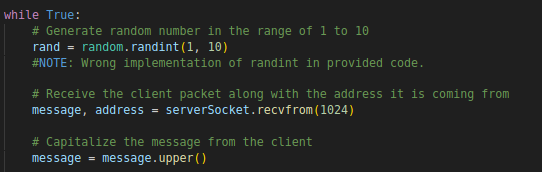 while True:
# Generate random number in the range of 1 to 10
rand = random.randint(1, 10)
#NOTE: Wrong implementation of randint in provided code.
# Receive the client packet along with the address it is coming from
message, address = serverSocket.recvfrom(1024)
# Capitalize the message from the client
message = message.upper()